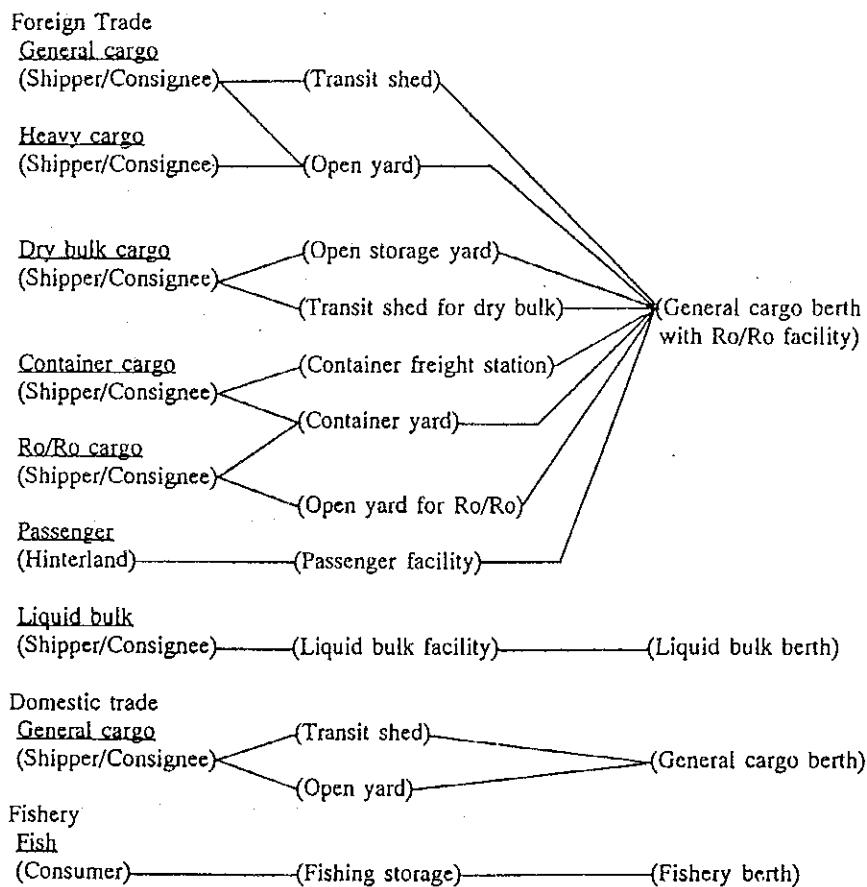 Foreign Trade
General cargo
(Shipper/Consignee) (Transit shed)
Heavy cargo
(Shipper/Consignee) (Open yard)
Dry bulk cargo (Open storage yard)
(Shipper/Consignee)
(Transit shed for dry bulk) (General cargo berth
with Ro/Ro facility)
Container cargo (Container freight station)
(Shipper/Consignee)
(Container yard)
Ro/Ro cargo
(Shipper/Consignee)
(Open yard for Ro/Ro)
Passenger
(Hinterland) (Passenger facility)
Liquid bulk
(Shipper/Consignee) (Liquid bulk facility) (Liquid bulk berth)
Domestic trade
General cargo (Transit shed)
(Shipper/Consignee) (General cargo berth)
(Open yard)
Fishery
Fish
(Consumer) (Fishing storage) (Fishery berth)